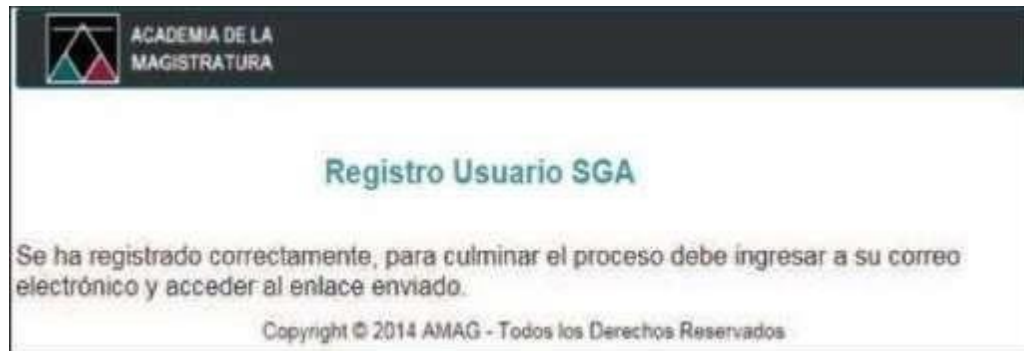 ACADEMIA DE LA
MAGISTRATURA
Registro Usuario SGA
Se ha registrado correctamente, para culminar el proceso debe ingresar a su correo
electrónico y acceder al enlace enviado.
Copyright © 2014 AMAG - Todos los Derechos Reservados